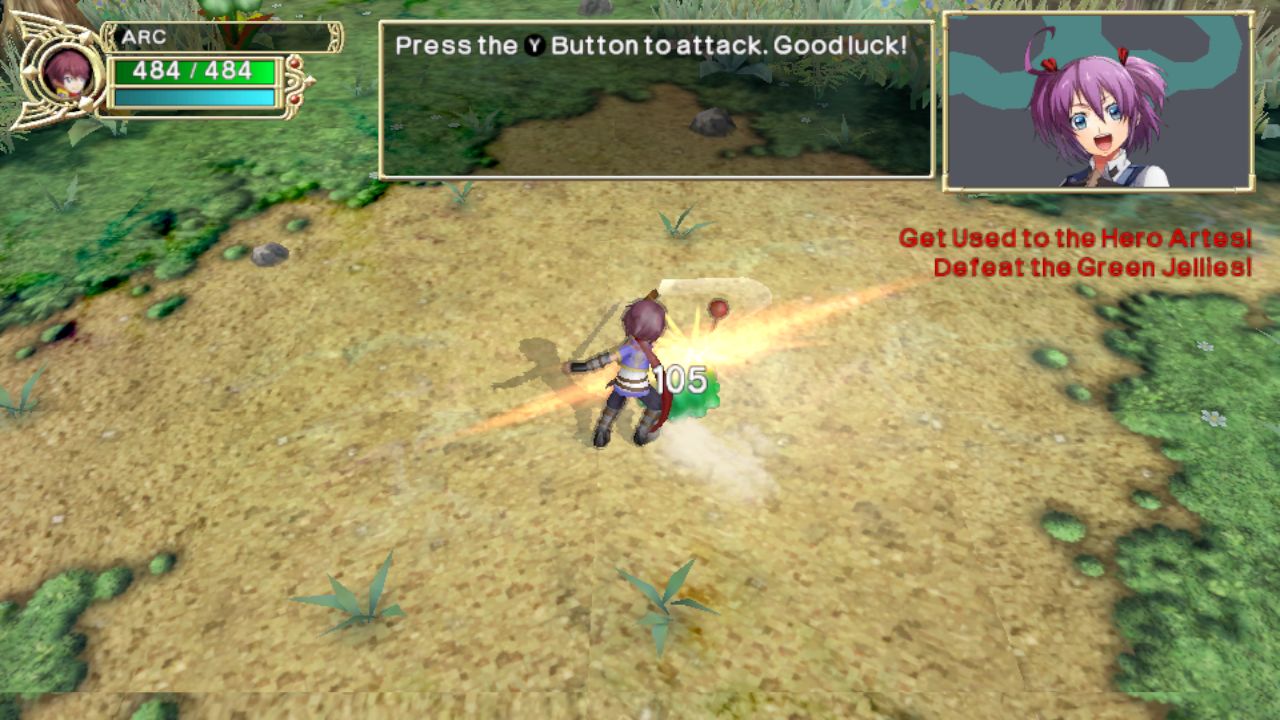 ARC
484 / 484
Press the Y Button to attack. Good luck!
Get Used to the Hero Artes!
Defeat the Green Jellies!
105